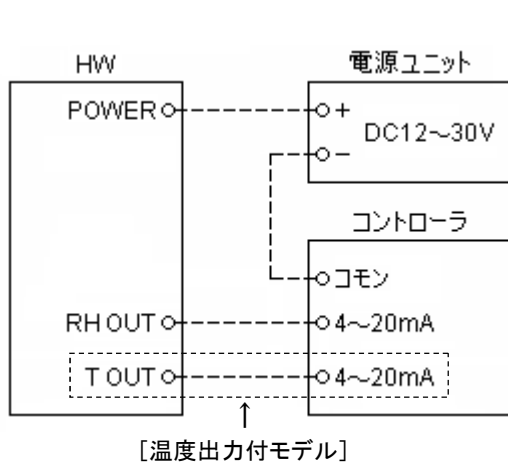 HW
電源ユニット
POWER
+
DC12～30V
－
コントローラ
コモン
RH OUT
4～20mA
T OUT
4～20mA
↑
[温度出力付モデル]